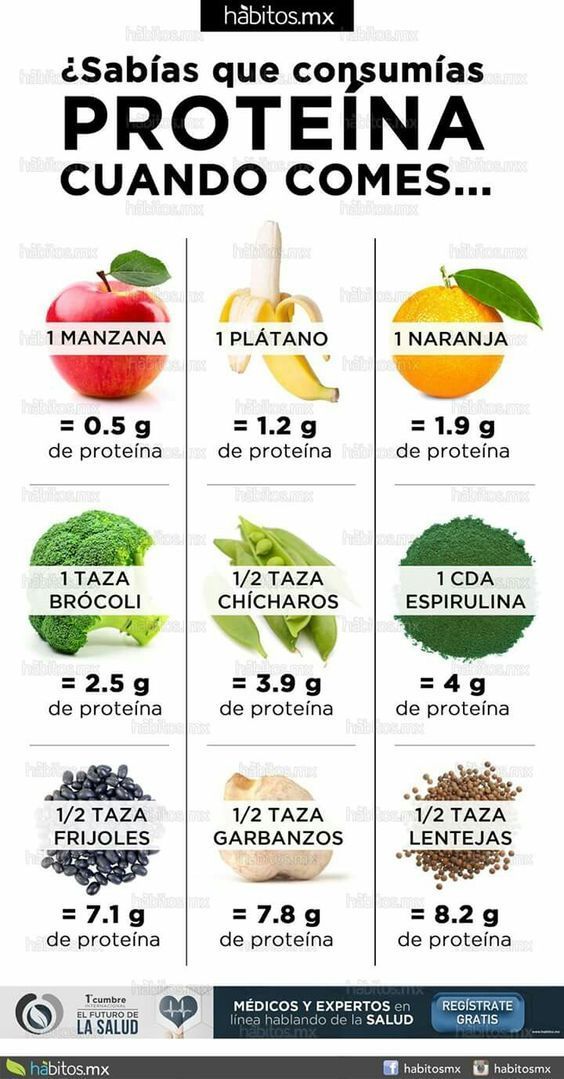 hàbitos.mx
¿Sabías que consumías
PROTEÍNA
CUANDO COMES...
1 MANZANA
= 0.5 g
de proteína
1 PLÁTANO
= 1.2 g
de proteína
1 NARANJA
= 1.9 g
de proteína
1 TAZA
BRÓCOLI
= 2.5 g
de proteína
1/2 TAZA
CHÍCHAROS
= 3.9 g
de proteína
1 CDA
ESPIRULINA
= 4 g
de proteína
1/2 TAZA
FRIJOLES
= 7.1 g
de proteína
1/2 TAZA
GARBANZOS
= 7.8 g
de proteína
1/2 TAZA
LENTEJAS
= 8.2 g
de proteína
1ª cumbre
INTERNACIONAL
EL FUTURO DE
LA SALUD
MÉDICOS Y EXPERTOS en
línea hablando de la SALUD
REGÍSTRATE
GRATIS
www.habitos.mx
hàbitos.mx
habitosmx
habitosmx